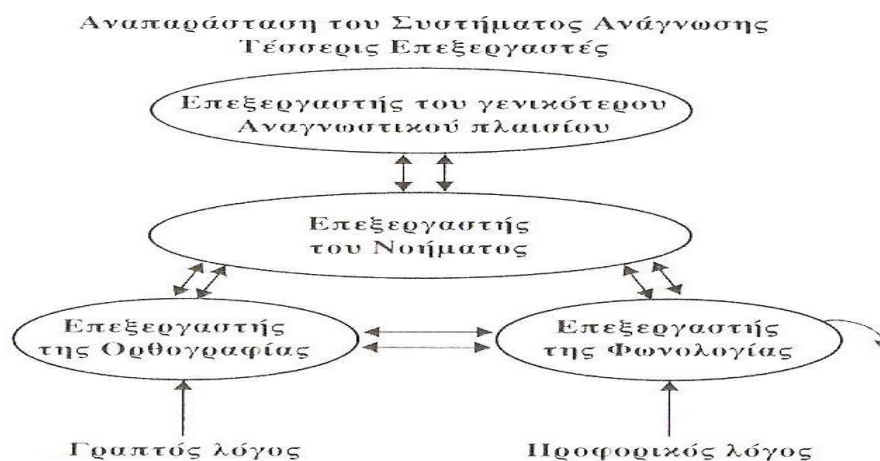 Αναπαράσταση του Συστήματος Ανάγνωσης
Τέσσερις Επεξεργαστές
Επεξεργαστής του γενικότερου
Αναγνωστικού πλαισίου
Επεξεργαστής
του Νοήματος
Επεξεργαστής
της Ορθογραφίας
Επεξεργαστής
της Φωνολογίας
Γραπτός λόγος
Προφορικός λόγος